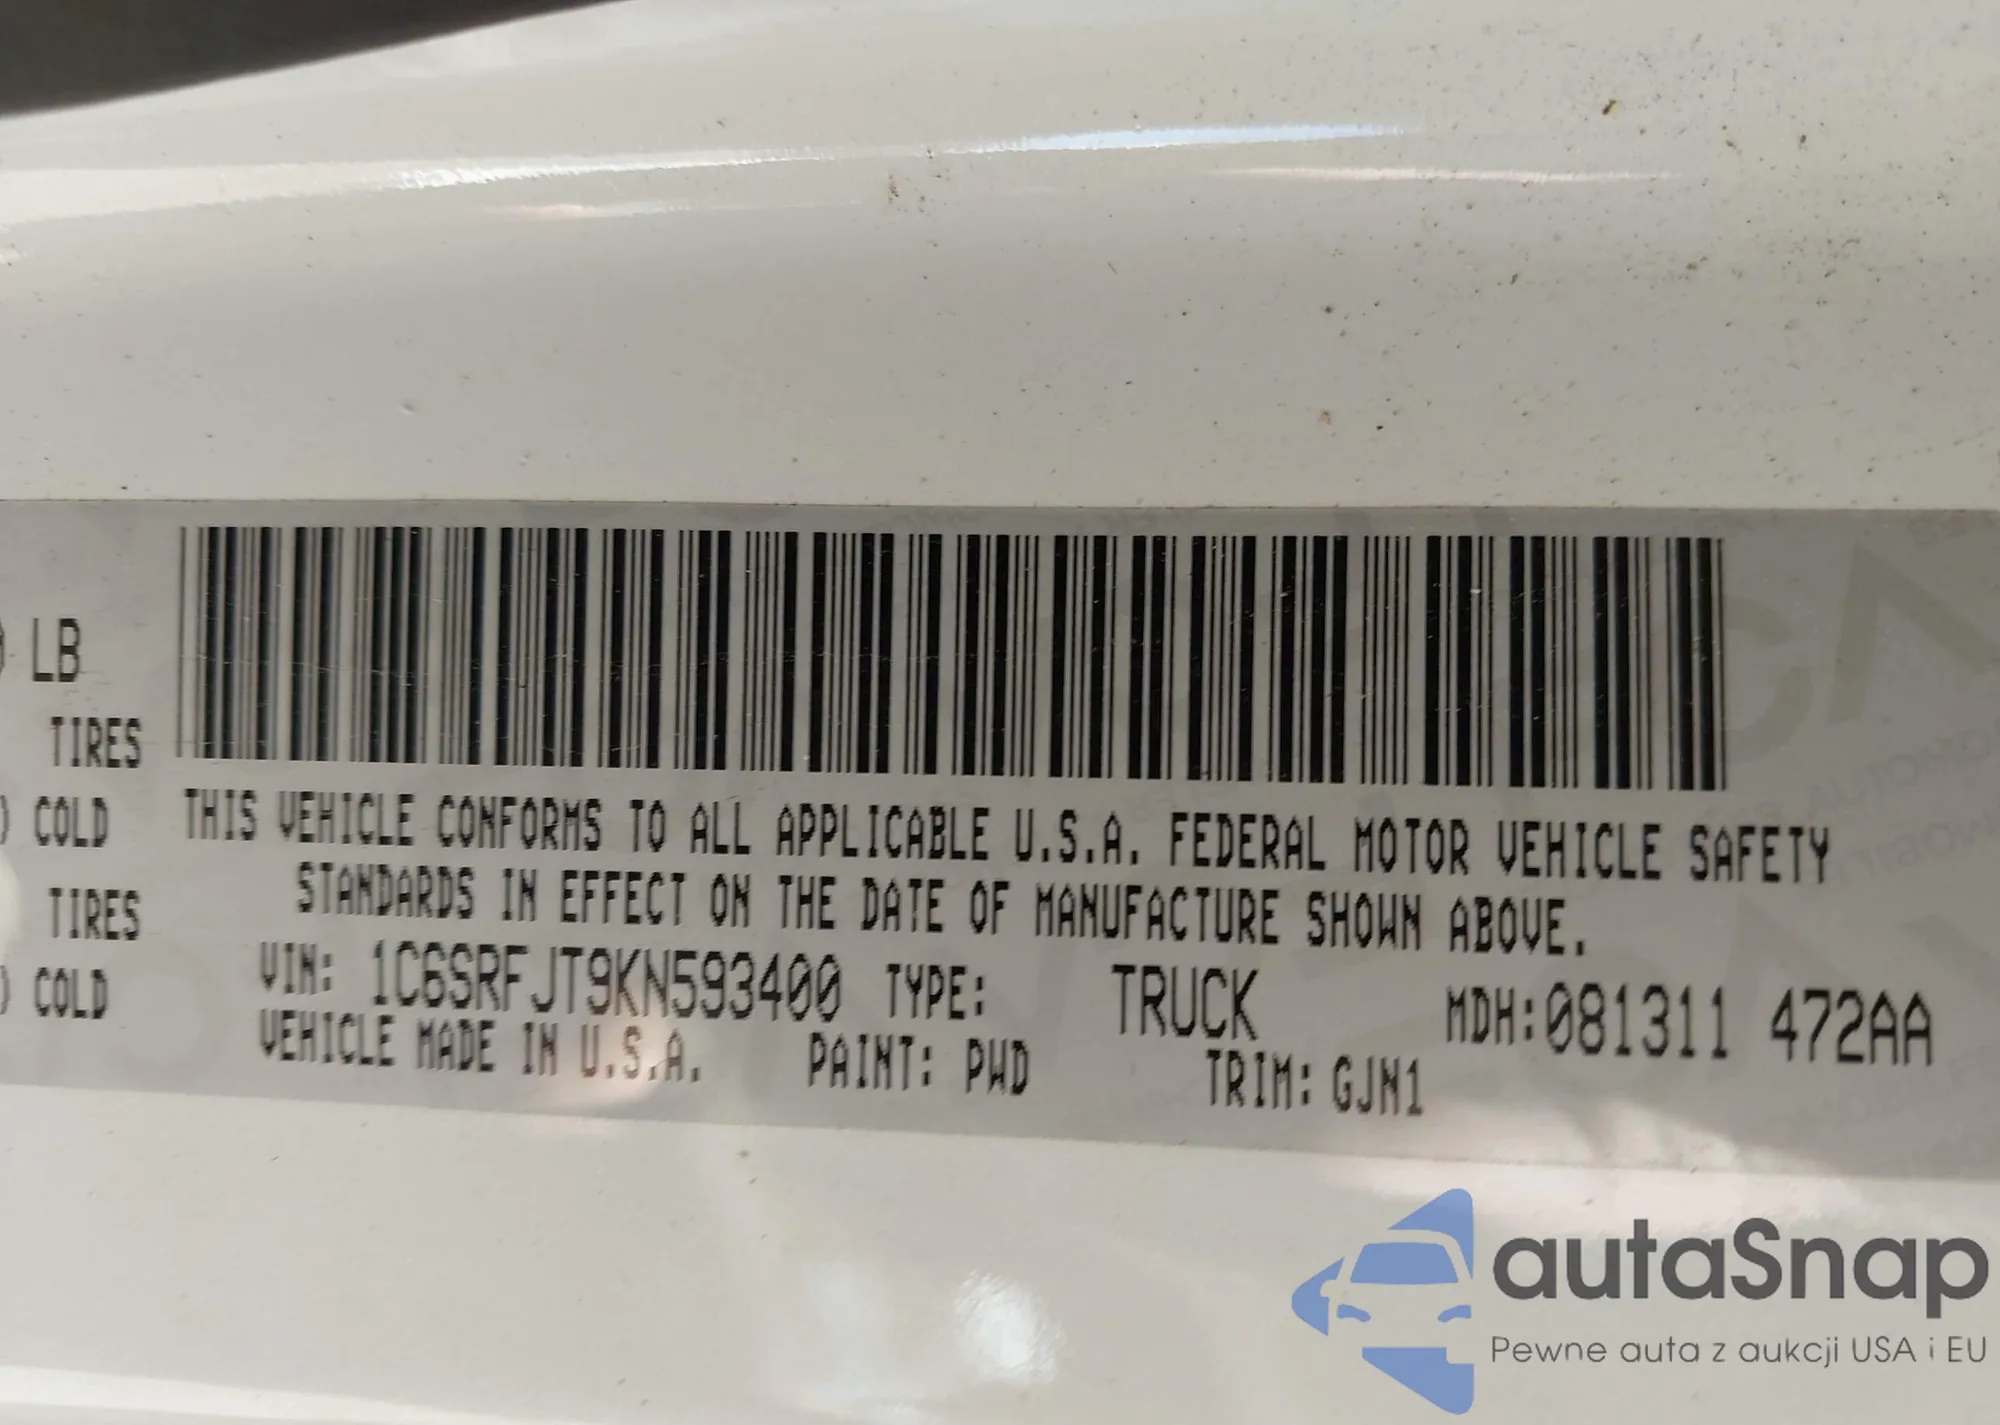 LB
TIRES
COLD
TIRES
COLD
THIS VEHICLE CONFORMS TO ALL APPLICABLE U.S.A. FEDERAL MOTOR VEHICLE SAFETY
STANDARDS IN EFFECT ON THE DATE OF MANUFACTURE SHOWN ABOVE.
VIN: 1C6SRFJT9KN593400 TYPE: TRUCK MDH:081311 472AA
VEHICLE MADE IN U.S.A. PAINT: PWD TRIM: GJN1
autaSnap
Pewne auta z aukcji USA i EU